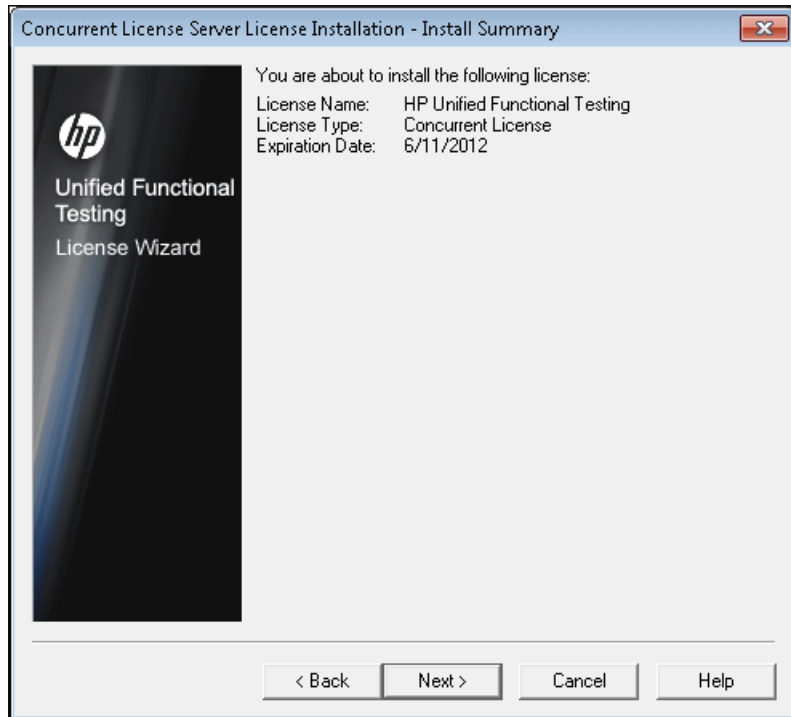 Concurrent License Server License Installation - Install Summary
hp
Unified Functional
Testing
License Wizard
You are about to install the following license:
License Name: HP Unified Functional Testing
License Type: Concurrent License
Expiration Date: 6/11/2012
< Back
Next >
Cancel
Help